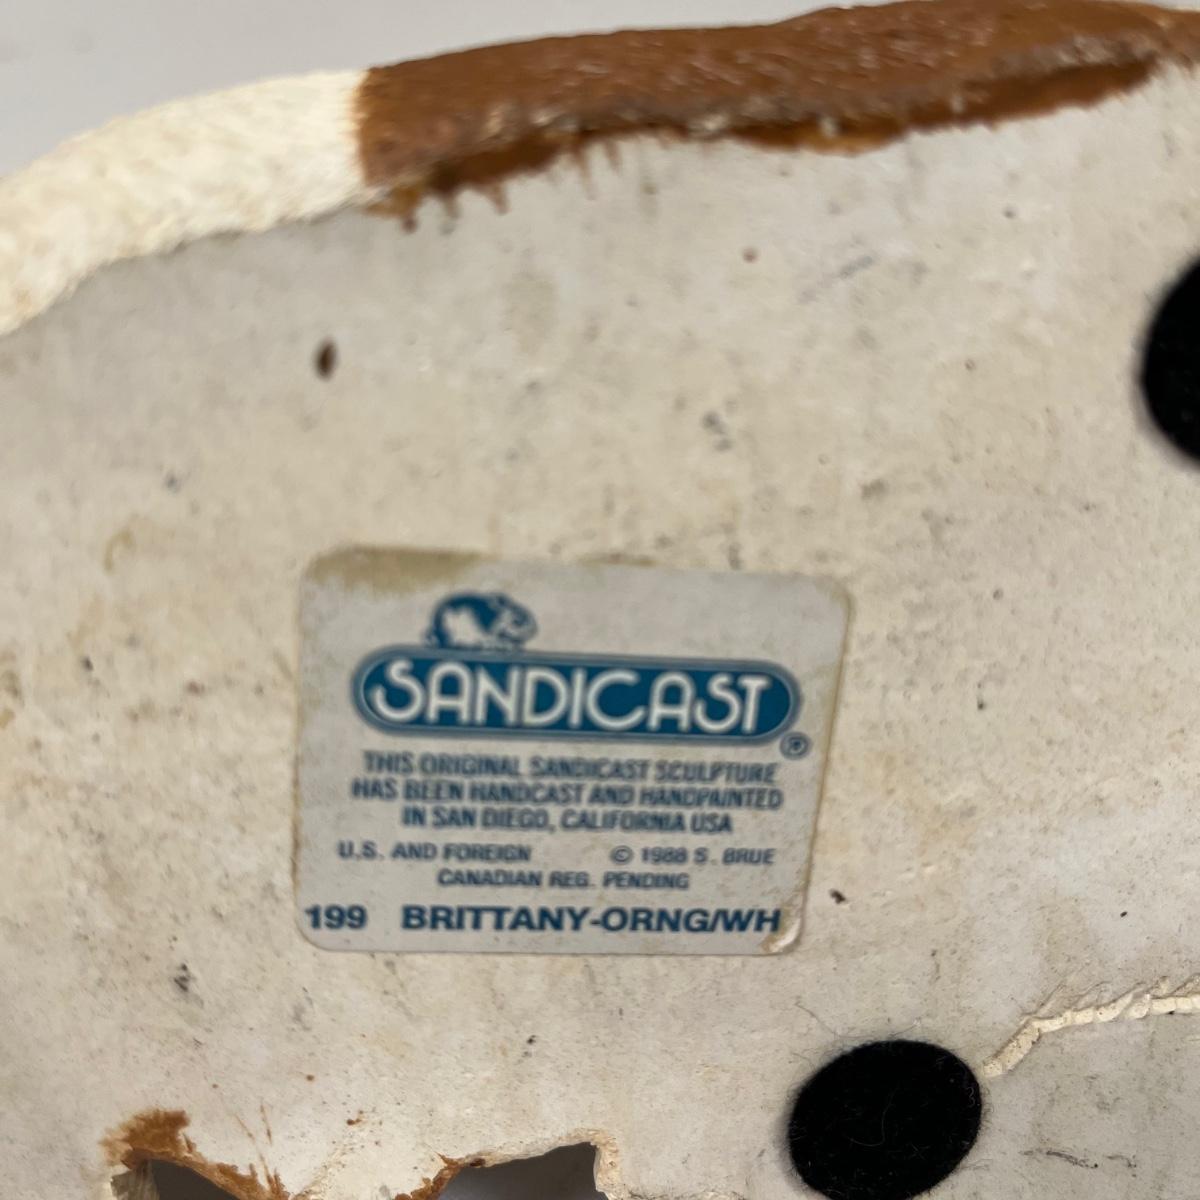 SANDICAST
®
THIS ORIGINAL SANDICAST SCULPTURE
HAS BEEN HANDCAST AND HANDPAINTED
IN SAN DIEGO, CALIFORNIA USA
U.S. AND FOREIGN © 1988 S. BRUE
CANADIAN REG. PENDING
199 BRITTANY-ORNG/WH